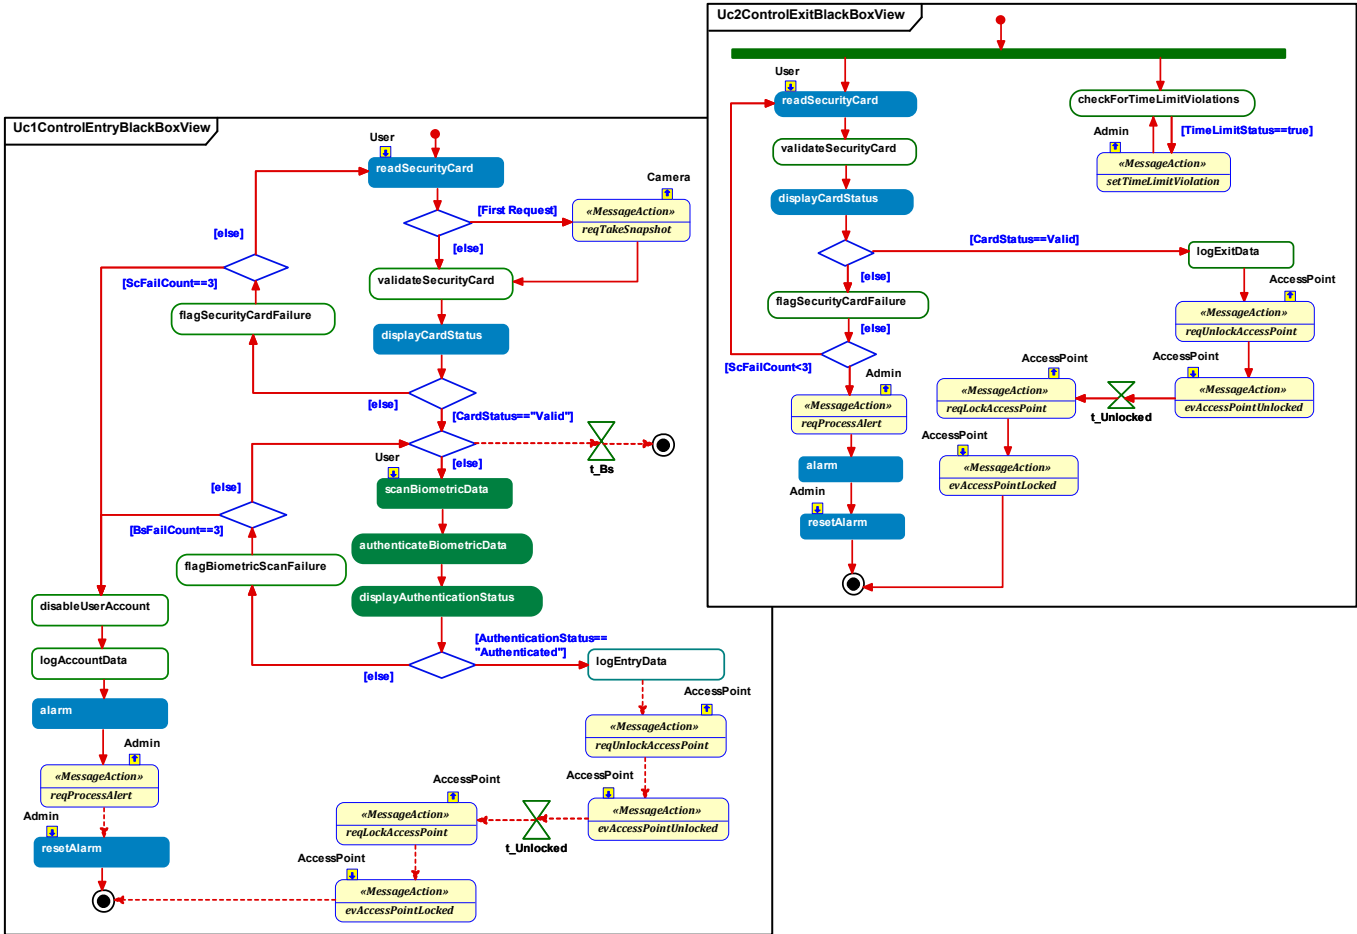 Uc2ControlExitBlackBoxView
User
readSecurityCard
validateSecurityCard
displayCardStatus
checkForTimeLimitViolations
Admin
[TimeLimitStatus==true]
«MessageAction»
setTimeLimitViolation
[CardStatus==Valid]
[else]
logExitData
flagSecurityCardFailure
[else]
[ScFailCount<3]
AccessPoint
«MessageAction»
reqUnlockAccessPoint
AccessPoint
«MessageAction»
evAccessPointUnlocked
t_Unlocked
AccessPoint
«MessageAction»
reqLockAccessPoint
AccessPoint
«MessageAction»
evAccessPointLocked
Admin
«MessageAction»
reqProcessAlert
alarm
Admin
resetAlarm
Uc1ControlEntryBlackBoxView
User
readSecurityCard
Camera
[First Request]
«MessageAction»
reqTakeSnapshot
[else]
[else]
[ScFailCount==3]
validateSecurityCard
flagSecurityCardFailure
displayCardStatus
[else]
[CardStatus=="Valid"]
t_Bs
[else]
User
scanBiometricData
[else]
[BsFailCount==3]
authenticateBiometricData
flagBiometricScanFailure
displayAuthenticationStatus
[AuthenticationStatus==
"Authenticated"]
[else]
logEntryData
disableUserAccount
logAccountData
alarm
Admin
«MessageAction»
reqProcessAlert
Admin
resetAlarm
AccessPoint
«MessageAction»
reqUnlockAccessPoint
AccessPoint
«MessageAction»
evAccessPointUnlocked
t_Unlocked
AccessPoint
«MessageAction»
reqLockAccessPoint
AccessPoint
«MessageAction»
evAccessPointLocked